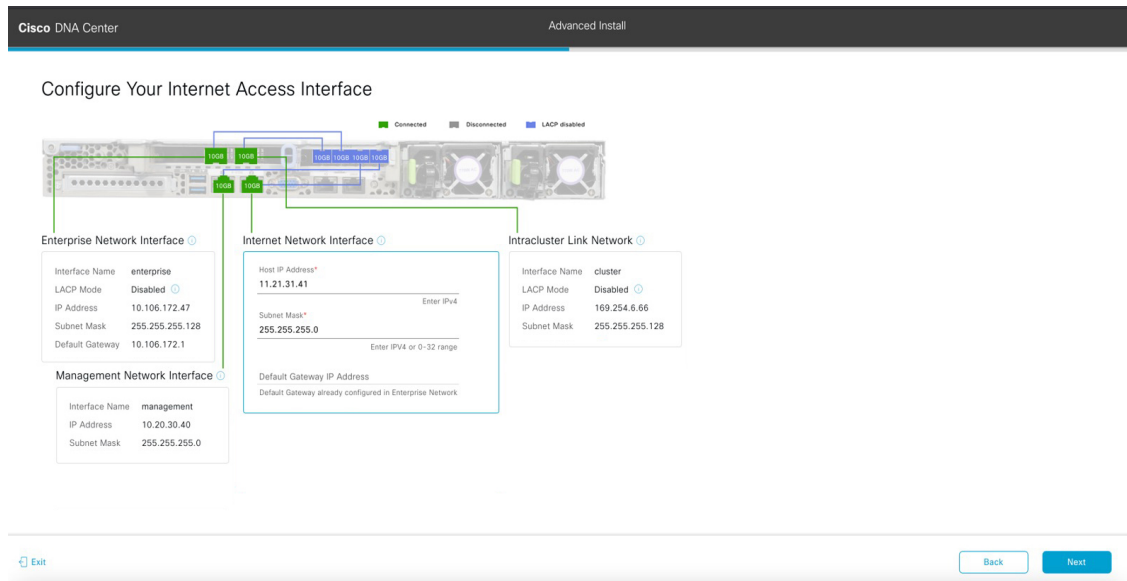 Cisco DNA Center
Advanced Install
Configure Your Internet Access Interface
Connected Disconnected LACP disabled
10GB 10GB 10GB 10GB 10GB 10GB
10GB 10GB
Enterprise Network Interface
Interface Name enterprise
LACP Mode Disabled
IP Address 10.106.172.47
Subnet Mask 255.255.255.128
Default Gateway 10.106.172.1
Management Network Interface
Interface Name management
IP Address 10.20.30.40
Subnet Mask 255.255.255.0
Internet Network Interface
Host IP Address*
11.21.31.41
Enter IPv4
Subnet Mask*
255.255.255.0
Enter IPV4 or 0-32 range
Default Gateway IP Address
Default Gateway already configured in Enterprise Network
Intracluster Link Network
Interface Name cluster
LACP Mode Disabled
IP Address 169.254.6.66
Subnet Mask 255.255.255.128
Exit
Back
Next